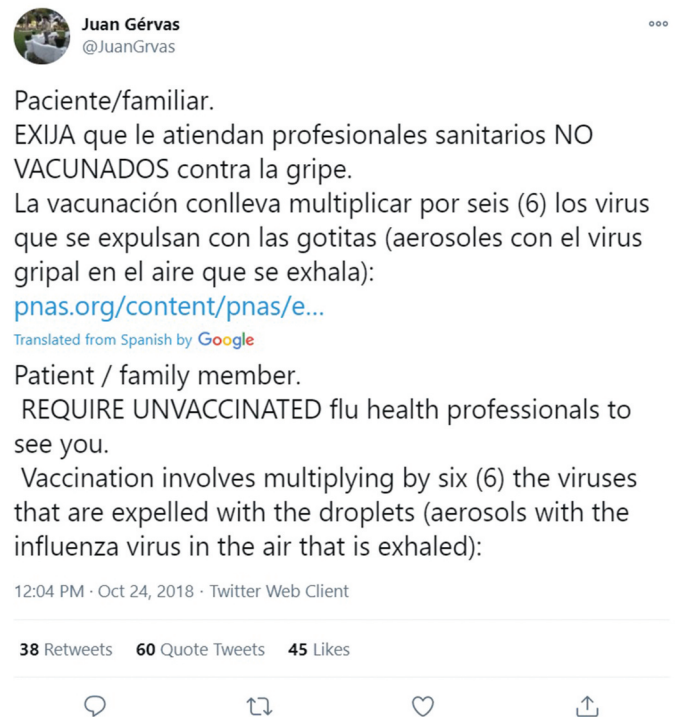 Juan Gérvas
@JuanGrvas
Paciente/familiar.
EXIJA que le atiendan profesionales sanitarios NO
VACUNADOS contra la gripe.
La vacunación conlleva multiplicar por seis (6) los virus
que se expulsan con las gotitas (aerosoles con el virus
gripal en el aire que se exhala):
pnas.org/content/pnas/e...
Translated from Spanish by Google
Patient / family member.
REQUIRE UNVACCINATED flu health professionals to
see you.
Vaccination involves multiplying by six (6) the viruses
that are expelled with the droplets (aerosols with the
influenza virus in the air that is exhaled):
12:04 PM · Oct 24, 2018 · Twitter Web Client
38 Retweets 60 Quote Tweets 45 Likes